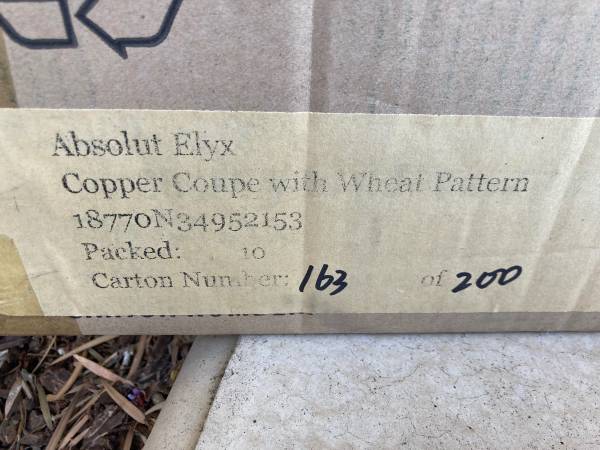 Absolut Elyx
Copper Coupe with Wheat Pattern
18770N34952153
Packed: 10
Carton Number: 163 of 200